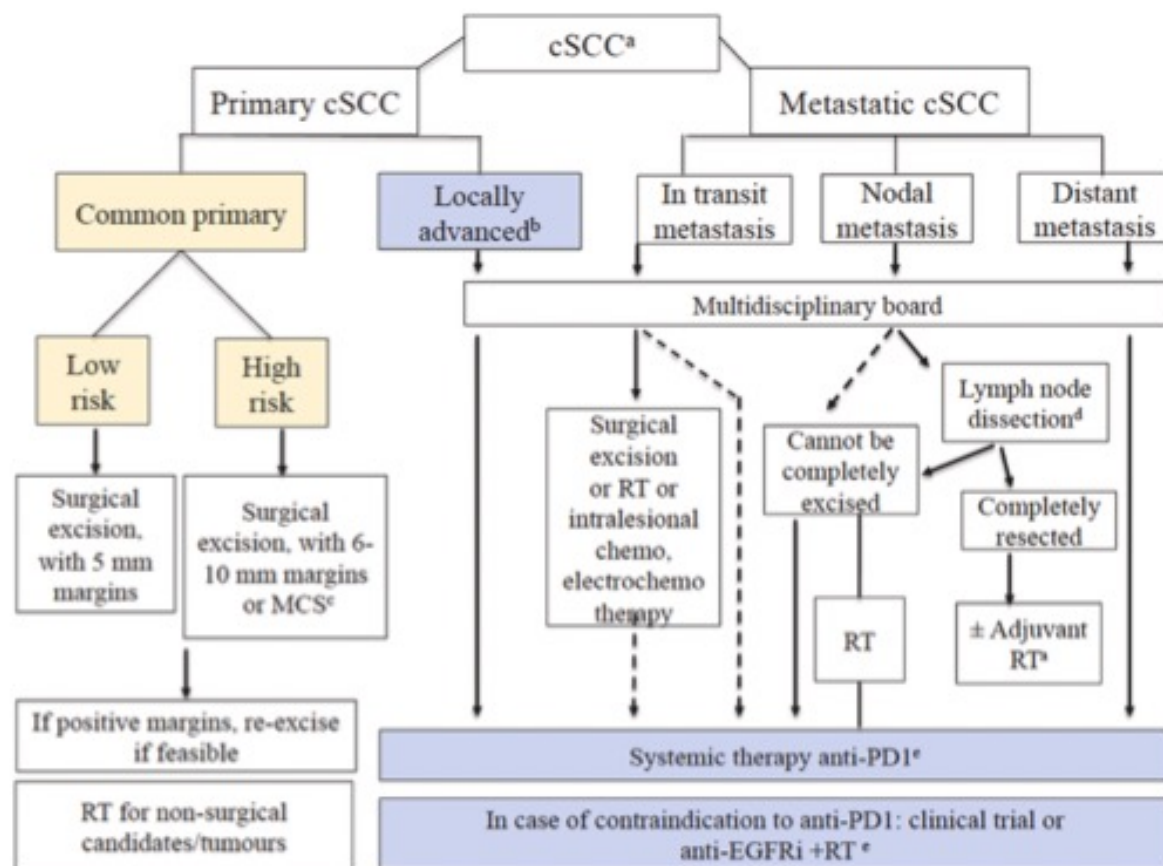 cSCCᵃ
Primary cSCC
Metastatic cSCC
Common primary
Locally
advancedᵇ
In transit
metastasis
Nodal
metastasis
Distant
metastasis
Multidisciplinary board
Low
risk
High
risk
Surgical
excision,
with 5 mm
margins
Surgical
excision, with 6-
10 mm margins
or MCSᶜ
Surgical
excision
or RT or
intralesional
chemo,
electrochemo
therapy
Cannot be
completely
excised
Lymph node
dissectionᵈ
Completely
resected
RT
± Adjuvant
RTᵃ
If positive margins, re-excise
if feasible
RT for non-surgical
candidates/tumours
Systemic therapy anti-PD1ᵉ
In case of contraindication to anti-PD1: clinical trial or
anti-EGFRi +RT ᵉ